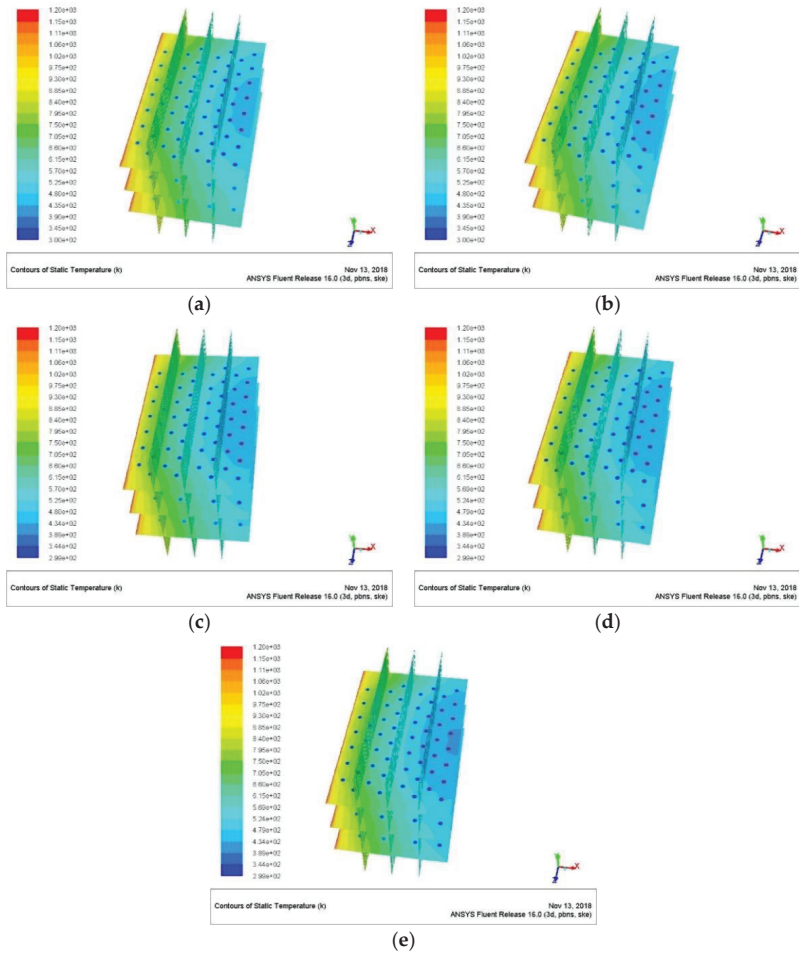 1.20e+03
1.15e+03
1.11e+03
1.06e+03
1.02e+03
9.75e+02
9.30e+02
8.85e+02
8.40e+02
7.95e+02
7.50e+02
7.05e+02
6.60e+02
6.15e+02
5.70e+02
5.25e+02
4.80e+02
4.35e+02
3.90e+02
3.45e+02
3.00e+02
Y
X
Z
Contours of Static Temperature (k)
Nov 13, 2018
ANSYS Fluent Release 16.0 (3d, pbns, ske)
(a)
1.20e+03
1.15e+03
1.11e+03
1.06e+03
1.02e+03
9.75e+02
9.30e+02
8.85e+02
8.40e+02
7.95e+02
7.50e+02
7.05e+02
6.60e+02
6.15e+02
5.70e+02
5.25e+02
4.80e+02
4.35e+02
3.90e+02
3.45e+02
3.00e+02
Y
X
Z
Contours of Static Temperature (k)
Nov 13, 2018
ANSYS Fluent Release 16.0 (3d, pbns, ske)
(b)
1.20e+03
1.15e+03
1.11e+03
1.06e+03
1.02e+03
9.75e+02
9.30e+02
8.85e+02
8.40e+02
7.95e+02
7.50e+02
7.05e+02
6.60e+02
6.15e+02
5.70e+02
5.25e+02
4.80e+02
4.34e+02
3.89e+02
3.44e+02
2.99e+02
Y
X
Z
Contours of Static Temperature (k)
Nov 13, 2018
ANSYS Fluent Release 16.0 (3d, pbns, ske)
(c)
1.20e+03
1.15e+03
1.11e+03
1.06e+03
1.02e+03
9.75e+02
9.30e+02
8.85e+02
8.40e+02
7.95e+02
7.50e+02
7.05e+02
6.60e+02
6.15e+02
5.70e+02
5.24e+02
4.79e+02
4.34e+02
3.89e+02
3.44e+02
2.99e+02
Y
X
Z
Contours of Static Temperature (k)
Nov 13, 2018
ANSYS Fluent Release 16.0 (3d, pbns, ske)
(d)
1.20e+03
1.15e+03
1.11e+03
1.06e+03
1.02e+03
9.75e+02
9.30e+02
8.85e+02
8.40e+02
7.95e+02
7.50e+02
7.05e+02
6.60e+02
6.15e+02
5.69e+02
5.24e+02
4.79e+02
4.34e+02
3.89e+02
3.44e+02
2.99e+02
Y
X
Z
Contours of Static Temperature (k)
Nov 13, 2018
ANSYS Fluent Release 16.0 (3d, pbns, ske)
(e)